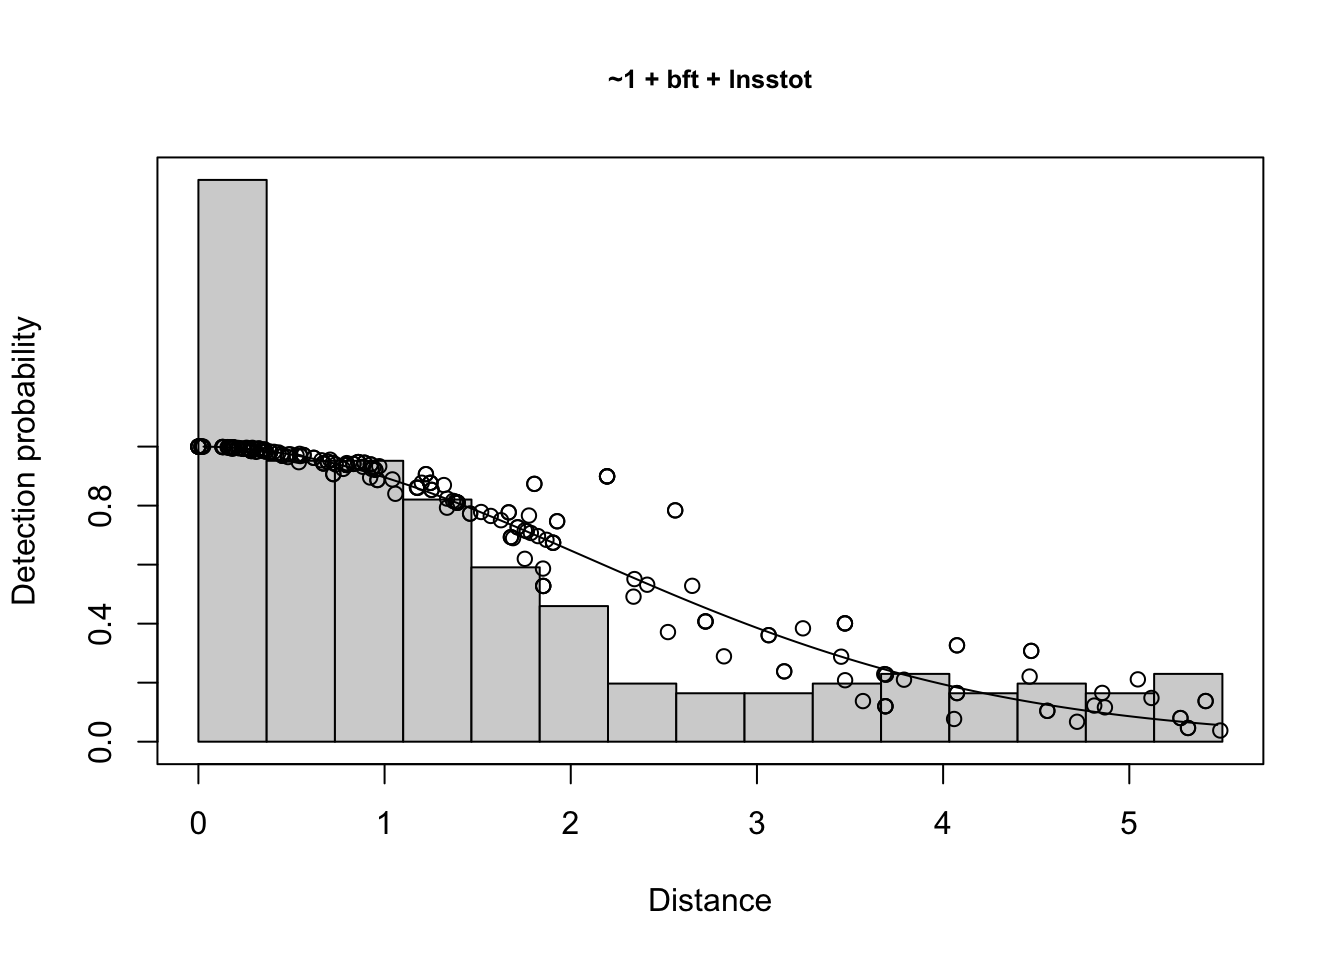 ~1 + bft + lnsstot
Detection probability
0.8
0.4
0.0
0 1 2 3 4 5
Distance